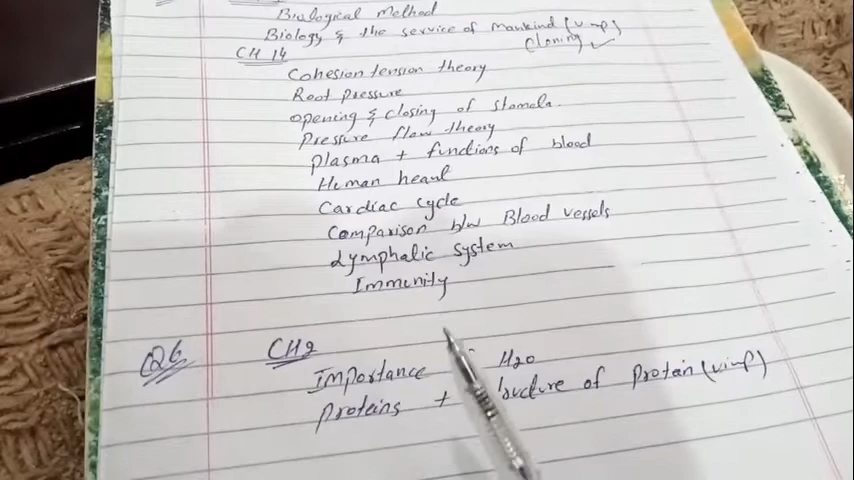 Biological Method
Biology & the service of Mankind (v.imp)
Cloning ✓
CH 14
Cohesion tension theory
Root pressure
opening & closing of stomata.
Pressure flow theory
plasma + functions of blood
Human heart
Cardiac cycle
Comparison b/w Blood vessels
Lymphatic system
Immunity
Q6 CH2
Importance H2O
proteins + of protein (v.imp)